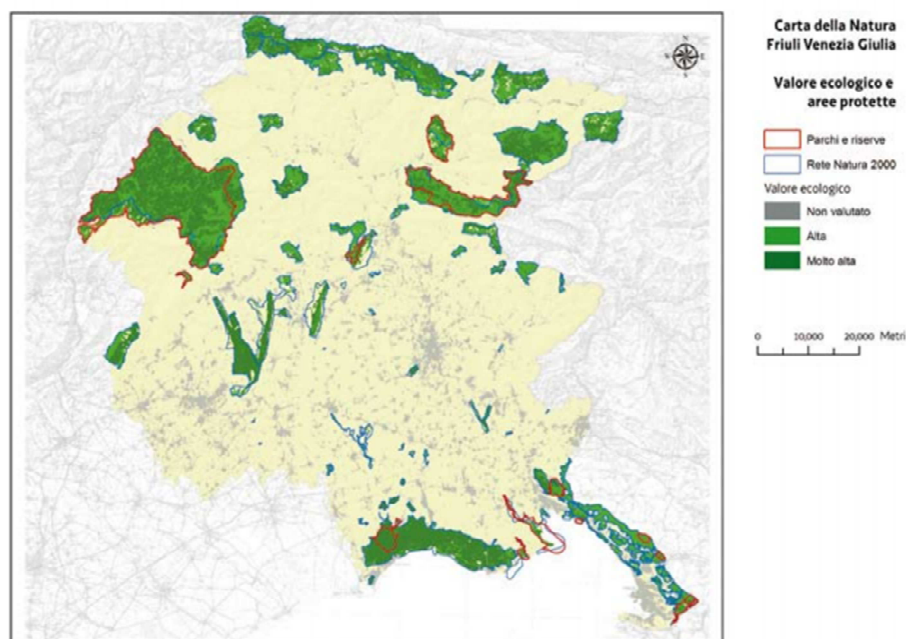 Carta della Natura
Friuli Venezia Giulia
Valore ecologico e
aree protette
Parchi e riserve
Rete Natura 2000
Valore ecologico
Non valutato
Alta
Molto alta
0 10,000 20,000 Metri
N
S